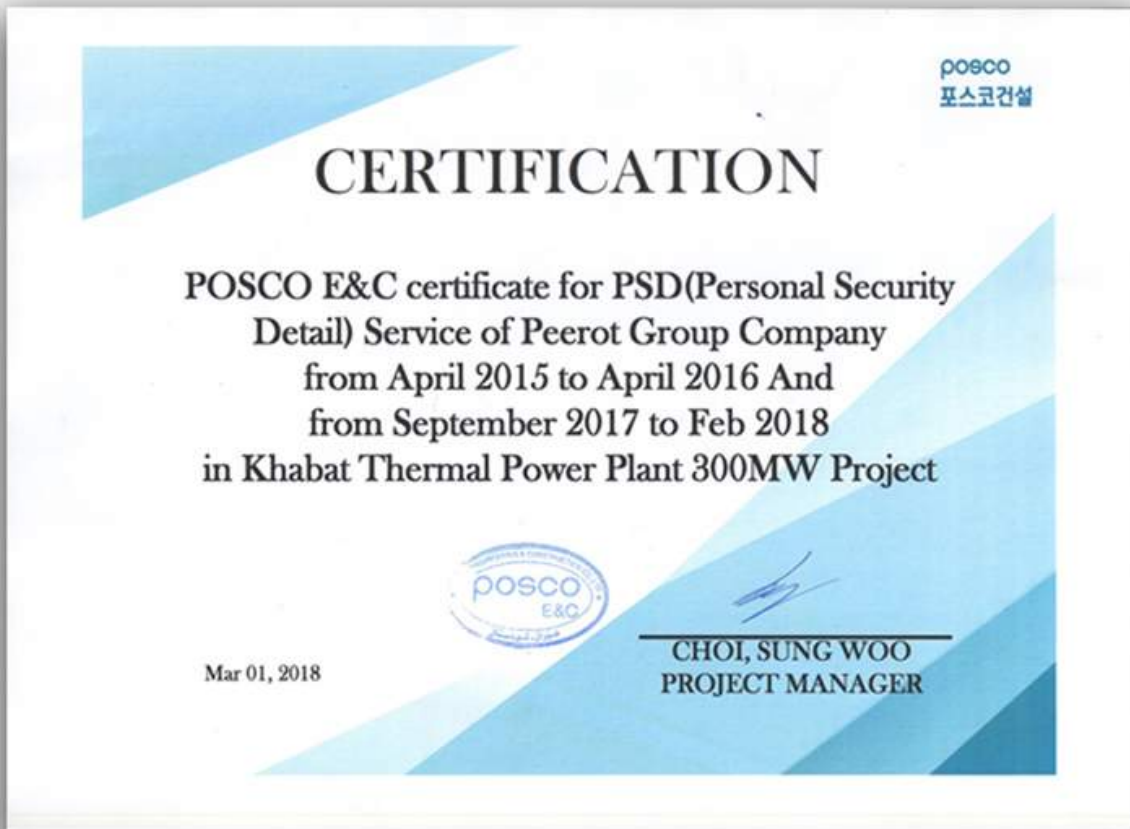 posco
포스코건설
CERTIFICATION
POSCO E&C certificate for PSD(Personal Security
Detail) Service of Peerot Group Company
from April 2015 to April 2016 And
from September 2017 to Feb 2018
in Khabat Thermal Power Plant 300MW Project
posco
E&C
CHOI, SUNG WOO
Mar 01, 2018
PROJECT MANAGER